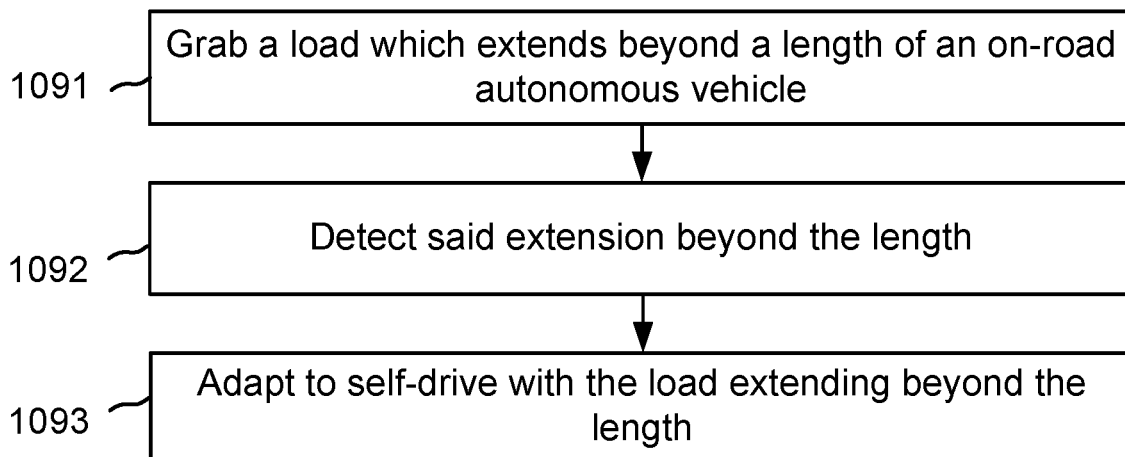 Grab a load which extends beyond a length of an on-road
1091
autonomous vehicle
Detect said extension beyond the length
1092
Adapt to self-drive with the load extending beyond the
1093
length